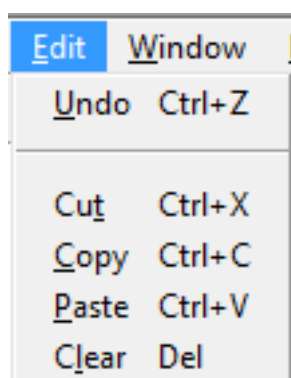 Edit Window
Undo Ctrl+Z
Cut Ctrl+X
Copy Ctrl+C
Paste Ctrl+V
Clear Del